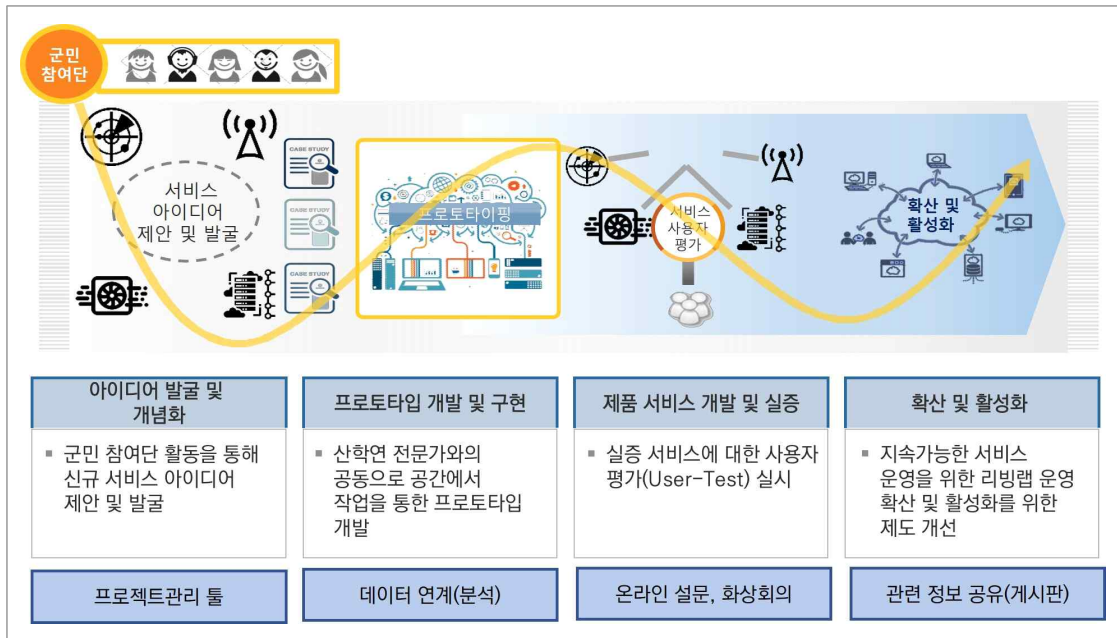 군민
참여단
서비스
아이디어
제안 및 발굴
CASE STUDY
CASE STUDY
CASE STUDY
프로토타이핑
서비스
사용자
평가
확산 및
활성화
아이디어 발굴 및
개념화
▪ 군민 참여단 활동을 통해
신규 서비스 아이디어
제안 및 발굴
프로젝트관리 툴
프로토타입 개발 및 구현
▪ 산학연 전문가와의
공동으로 공간에서
작업을 통한 프로토타입
개발
데이터 연계(분석)
제품 서비스 개발 및 실증
▪ 실증 서비스에 대한 사용자
평가(User-Test) 실시
온라인 설문, 화상회의
확산 및 활성화
▪ 지속가능한 서비스
운영을 위한 리빙랩 운영
확산 및 활성화를 위한
제도 개선
관련 정보 공유(게시판)